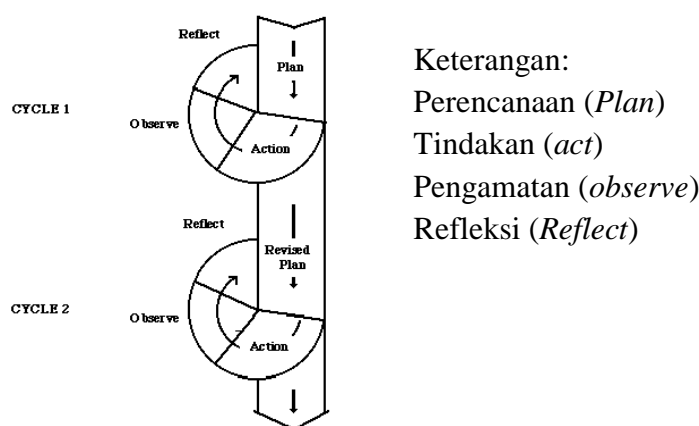 Reflect
Plan
CYCLE 1
Observe
Action
Reflect
Revised
Plan
CYCLE 2
Observe
Action
Keterangan:
Perencanaan (Plan)
Tindakan (act)
Pengamatan (observe)
Refleksi (Reflect)